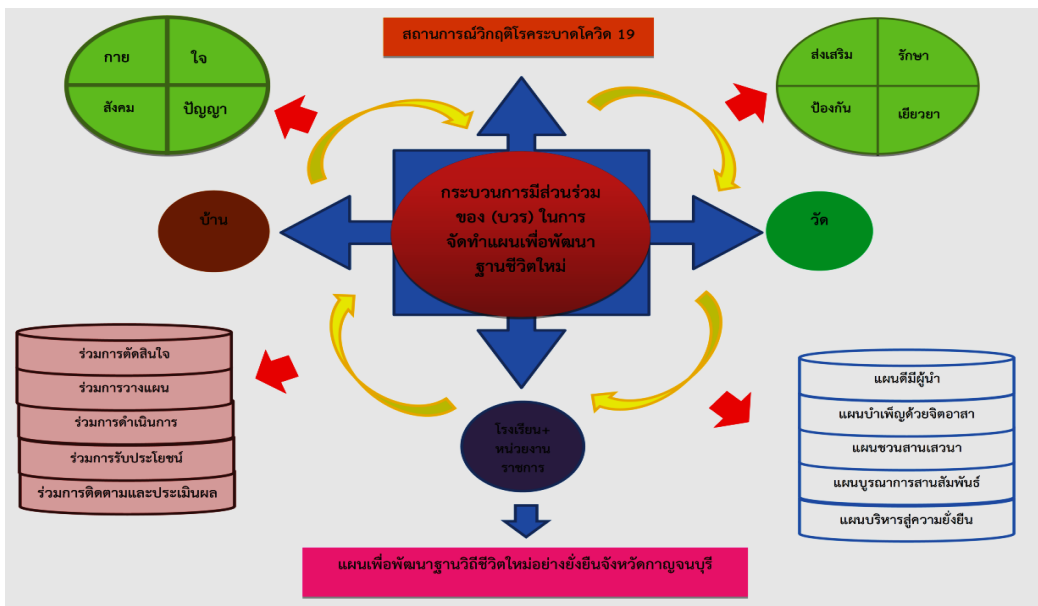 สถานการณ์วิกฤติโรคระบาดโควิด 19
กาย
ใจ
สังคม
ปัญญา
ส่งเสริม
รักษา
ป้องกัน
เยียวยา
กระบวนการมีส่วนร่วม
ของ (บวร) ในการ
จัดทำแผนเพื่อพัฒนา
ฐานชีวิตใหม่
บ้าน
วัด
ร่วมการตัดสินใจ
ร่วมการวางแผน
ร่วมการดำเนินการ
ร่วมการรับประโยชน์
ร่วมการติดตามและประเมินผล
โรงเรียน+
หน่วยงาน
ราชการ
แผนดีมีผู้นำ
แผนบำเพ็ญด้วยจิตอาสา
แผนชวนสานเสวนา
แผนบูรณาการสานสัมพันธ์
แผนบริหารสู่ความยั่งยืน
แผนเพื่อพัฒนาฐานวิถีชีวิตใหม่อย่างยั่งยืนจังหวัดกาญจนบุรี